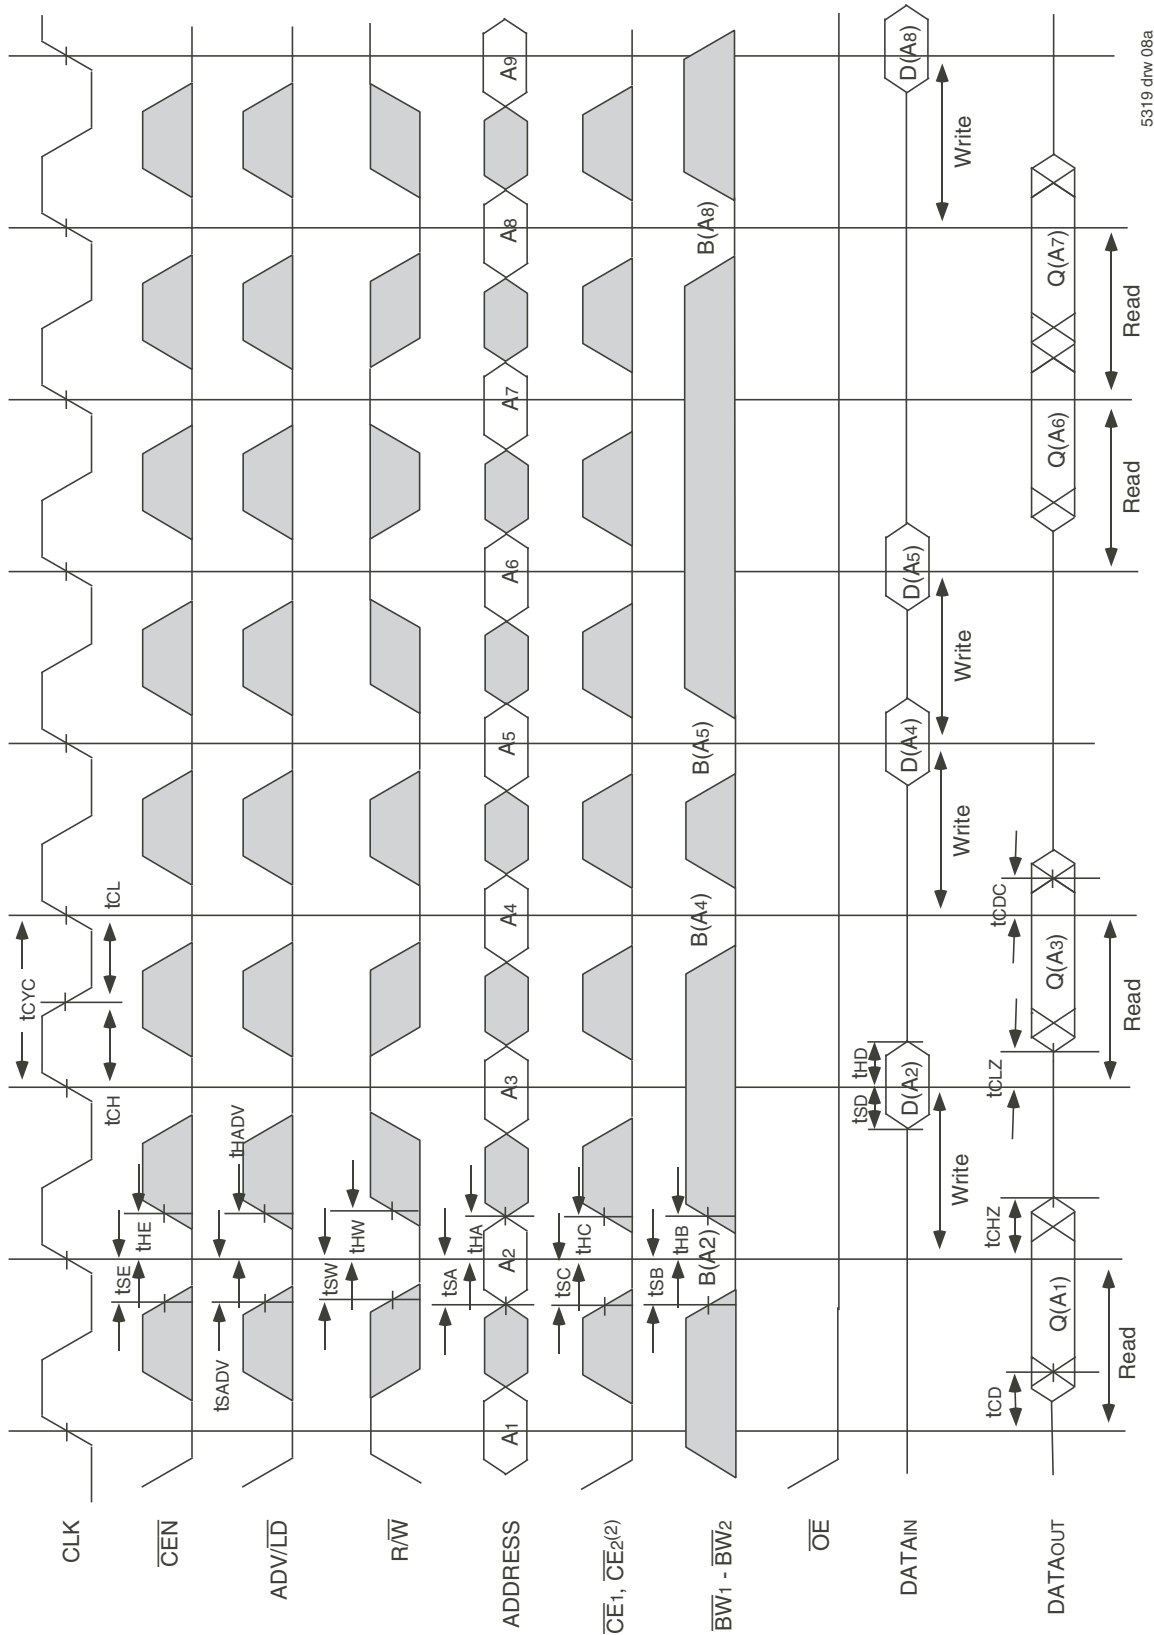 tCYC
CLK
tCH
tCL
tSE
tHE
CEN
tSADV
tHADV
ADV/LD
tSW
tHW
R/W
tSA
tHA
ADDRESS
A1
A2
A3
A4
A5
A6
A7
A8
A9
tSC
tHC
CE1, CE2(2)
tSB
tHB
BW1 - BW2
B(A2)
B(A4)
B(A5)
B(A8)
OE
tSD
tHD
DATAIN
D(A2)
D(A4)
D(A5)
D(A8)
Write
Write
Write
Write
tCD
tCHZ
tCLZ
tCDC
DATAOUT
Q(A1)
Q(A3)
Q(A6)
Q(A7)
Read
Read
Read
Read
5319 drw 08a